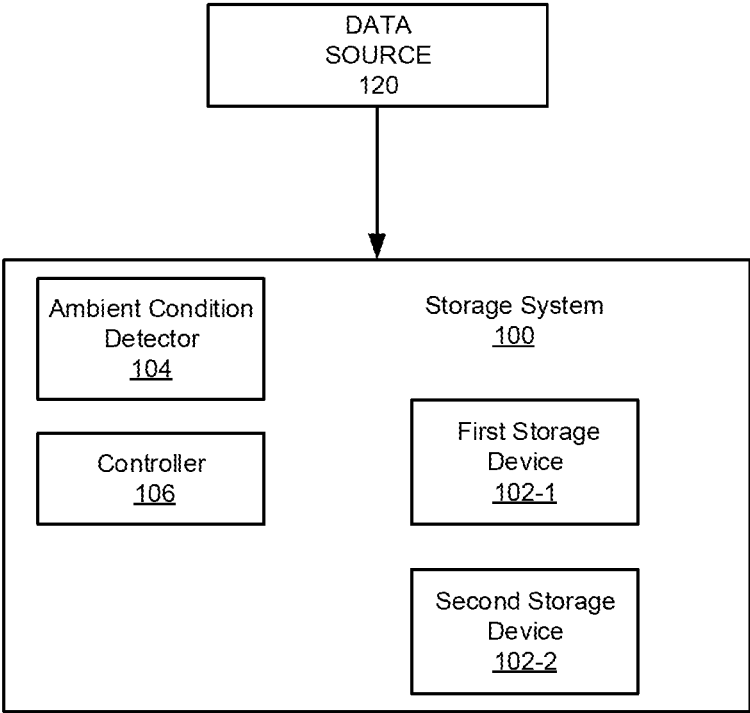 DATA
SOURCE
120
Ambient Condition
Detector
104
Storage System
100
Controller
106
First Storage
Device
102-1
Second Storage
Device
102-2